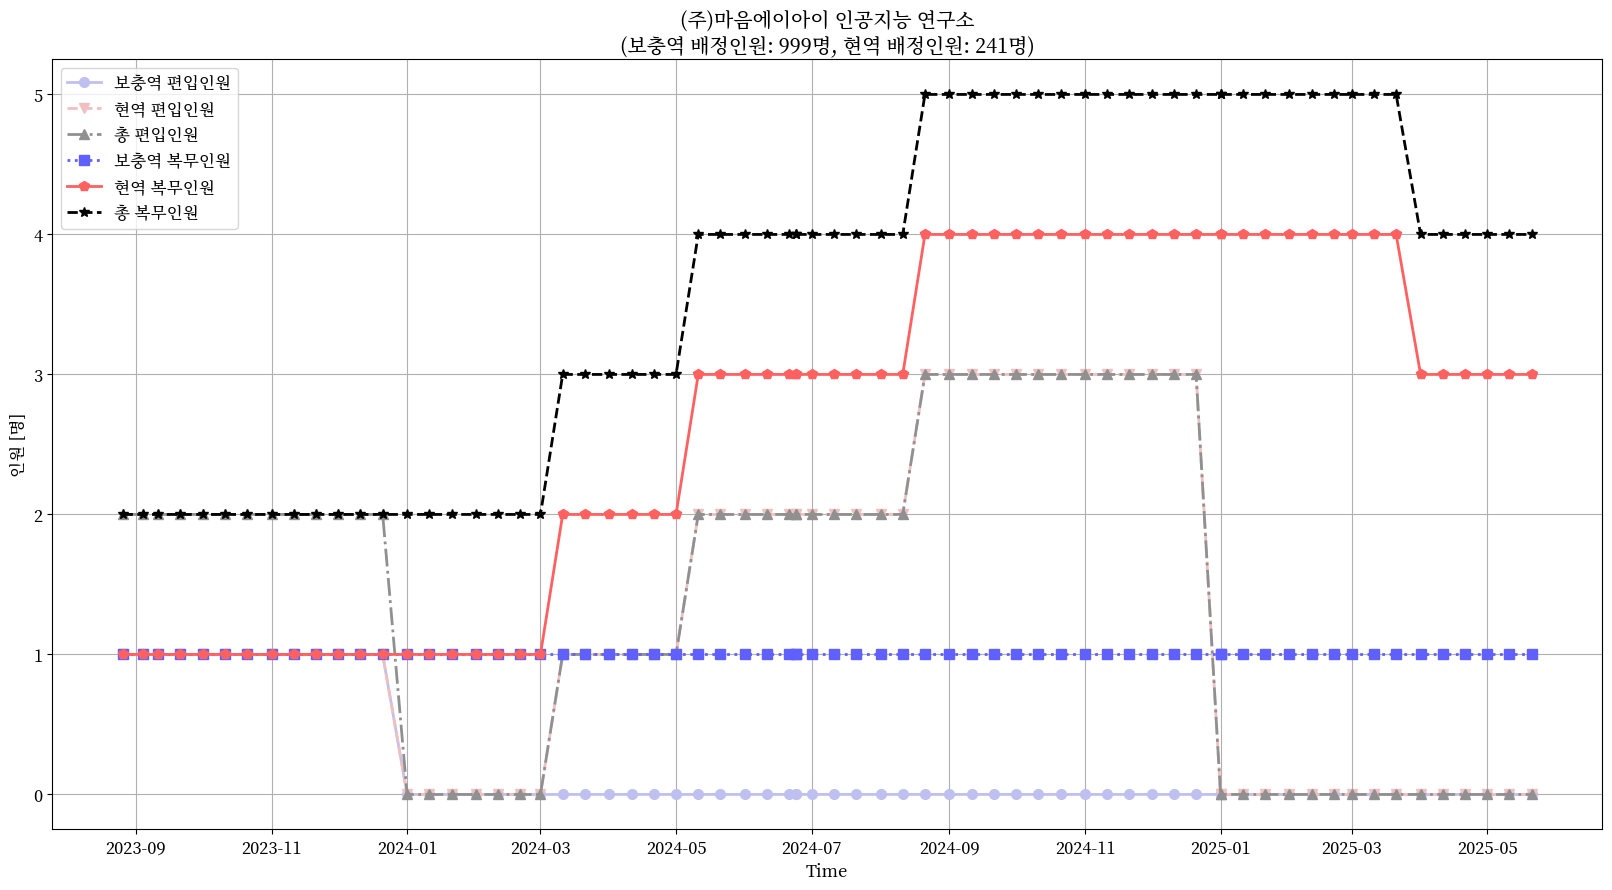 (주)마음에이아이 인공지능 연구소
(보충역 배정인원: 999명, 현역 배정인원: 241명)
보충역 편입인원
현역 편입인원
총 편입인원
보충역 복무인원
현역 복무인원
총 복무인원
인원 [명]
5
4
3
2
1
0
2023-09
2023-11
2024-01
2024-03
2024-05
2024-07
2024-09
2024-11
2025-01
2025-03
2025-05
Time